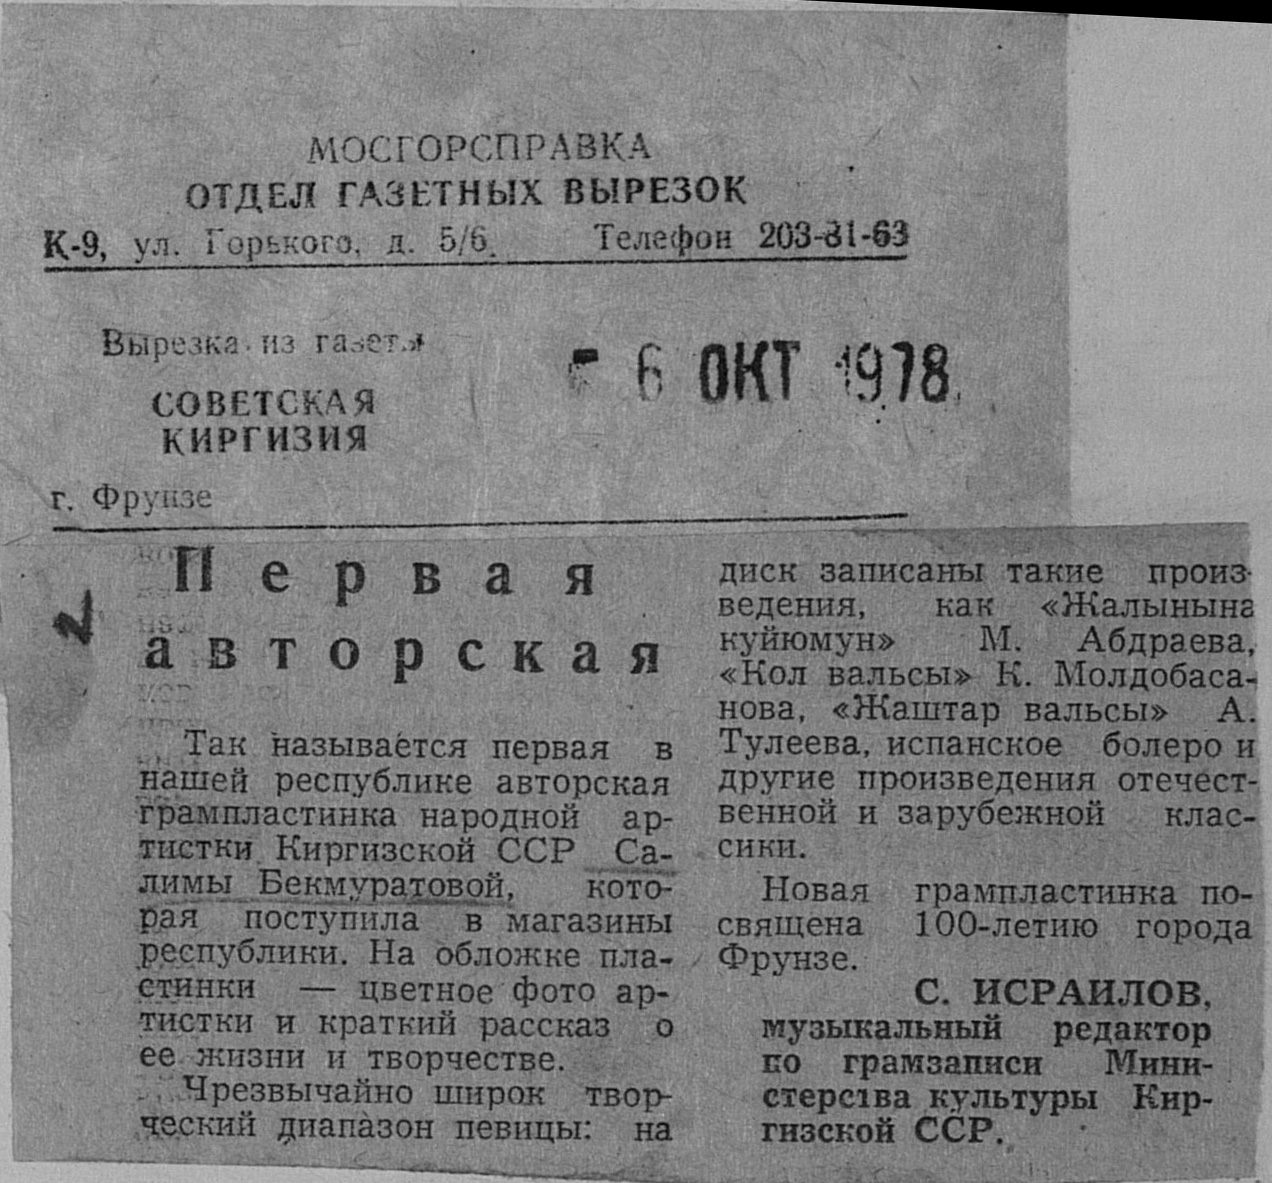 МОСГОРСПРАВКА
ОТДЕЛ ГАЗЕТНЫХ ВЫРЕЗОК
К-9, ул. Горького, д. 5/6. Телефон 203-81-63
Вырезка из газеты
СОВЕТСКАЯ
КИРГИЗИЯ
- 6 ОКТ 1978
г. Фрунзе
Первая
авторская
Так называется первая в
нашей республике авторская
грампластинка народной ар-
тистки Киргизской ССР Са-
лимы Бекмуратовой, кото-
рая поступила в магазины
республики. На обложке пла-
стинки — цветное фото ар-
тистки и краткий рассказ о
ее жизни и творчестве.
Чрезвычайно широк твор-
ческий диапазон певицы: на
диск записаны такие произ-
ведения, как «Жалынына
куйюмун» М. Абдраева,
«Кол вальсы» К. Молдобаса-
нова, «Жаштар вальсы» А.
Тулеева, испанское болеро и
другие произведения отечест-
венной и зарубежной клас-
сики.
Новая грампластинка по-
священа 100-летию города
Фрунзе.
С. ИСРАИЛОВ,
музыкальный редактор
по грамзаписи Мини-
стерства культуры Кир-
гизской ССР.